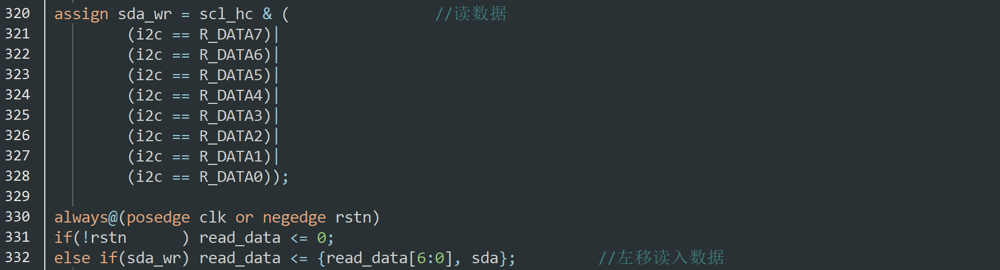 320 assign sda_wr = scl_hc & ( //读数据
321 (i2c == R_DATA7)|
322 (i2c == R_DATA6)|
323 (i2c == R_DATA5)|
324 (i2c == R_DATA4)|
325 (i2c == R_DATA3)|
326 (i2c == R_DATA2)|
327 (i2c == R_DATA1)|
328 (i2c == R_DATA0));
329
330 always@(posedge clk or negedge rstn)
331 if(!rstn ) read_data <= 0;
332 else if(sda_wr) read_data <= {read_data[6:0], sda}; //左移读入数据